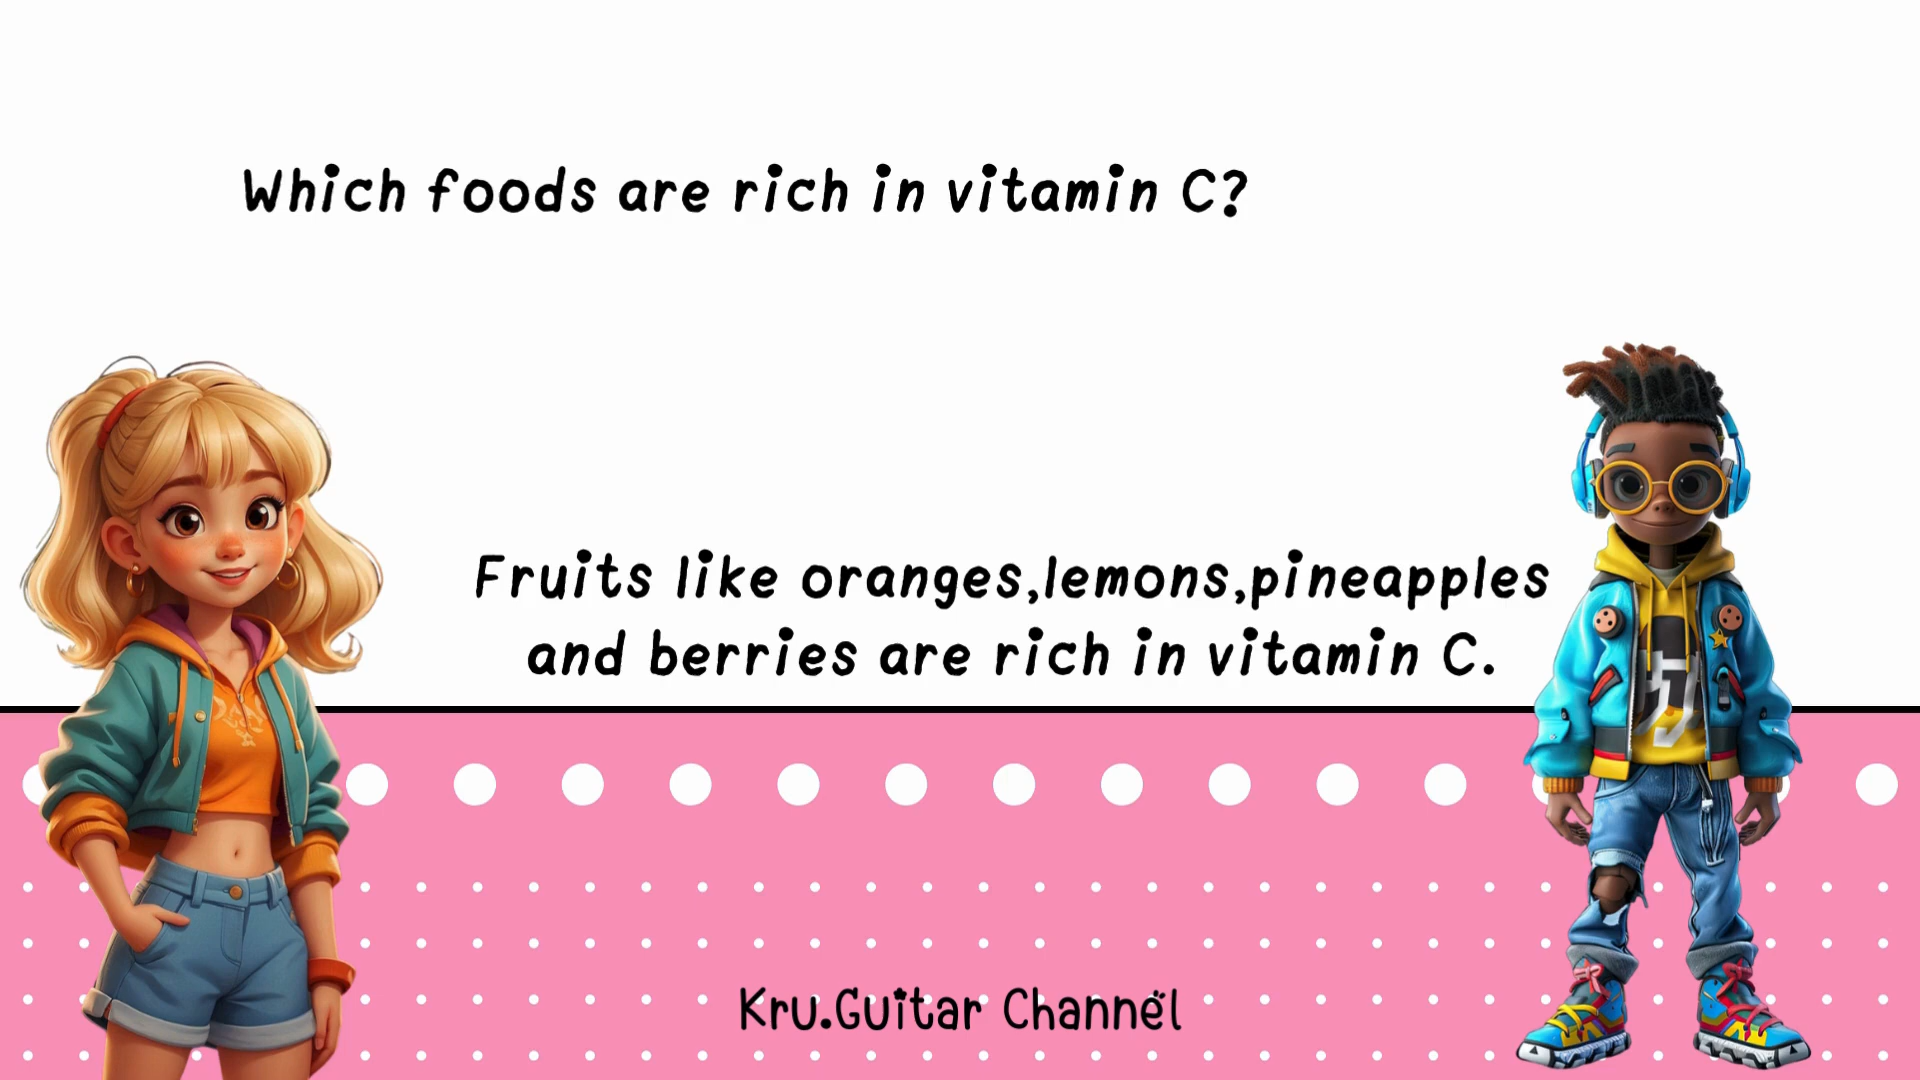 Which foods are rich in vitamin C?
Fruits like oranges,lemons,pineapples
and berries are rich in vitamin C.
Kru.Guitar Channel